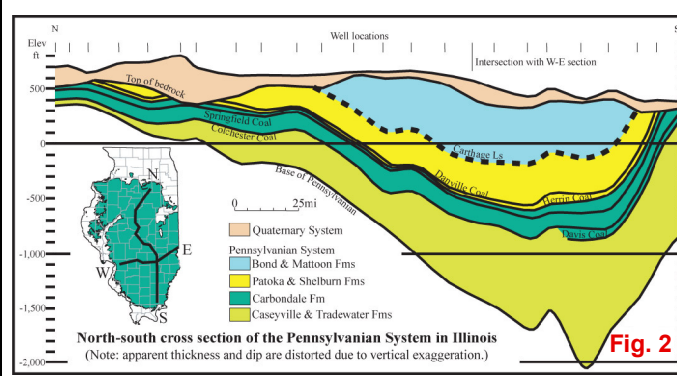 N
Well locations
S
Elev
ft
Intersection with W-E section
Top of bedrock
500
Springfield Coal
Colchester Coal
0
Carthage Ls
Base of Pennsylvanian
Danville Coal
Herrin Coal
-500
Davis Coal
N
E
W
S
0 25mi
Quaternary System
Pennsylvanian System
Bond & Mattoon Fms
Patoka & Shelburn Fms
Carbondale Fm
Caseyville & Tradewater Fms
-1,000
-1,500
-2,000
North-south cross section of the Pennsylvanian System in Illinois
(Note: apparent thickness and dip are distorted due to vertical exaggeration.)
Fig. 2